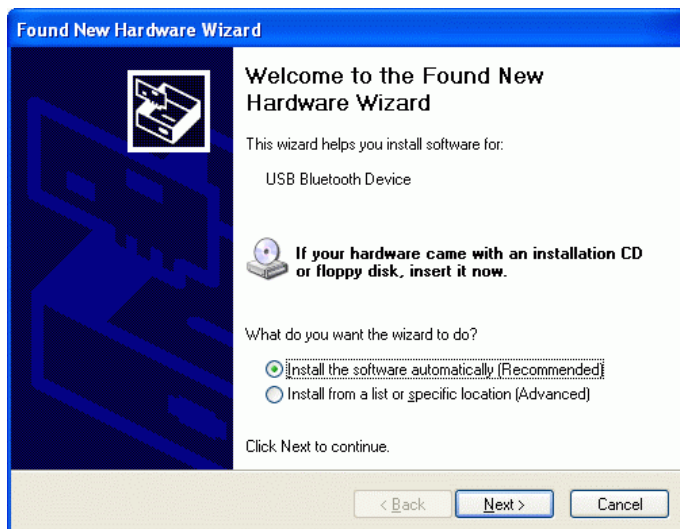 Found New Hardware Wizard
Welcome to the Found New
Hardware Wizard
This wizard helps you install software for:
USB Bluetooth Device
If your hardware came with an installation CD
or floppy disk, insert it now.
What do you want the wizard to do?
Install the software automatically (Recommended)
Install from a list or specific location (Advanced)
Click Next to continue.
< Back Next > Cancel